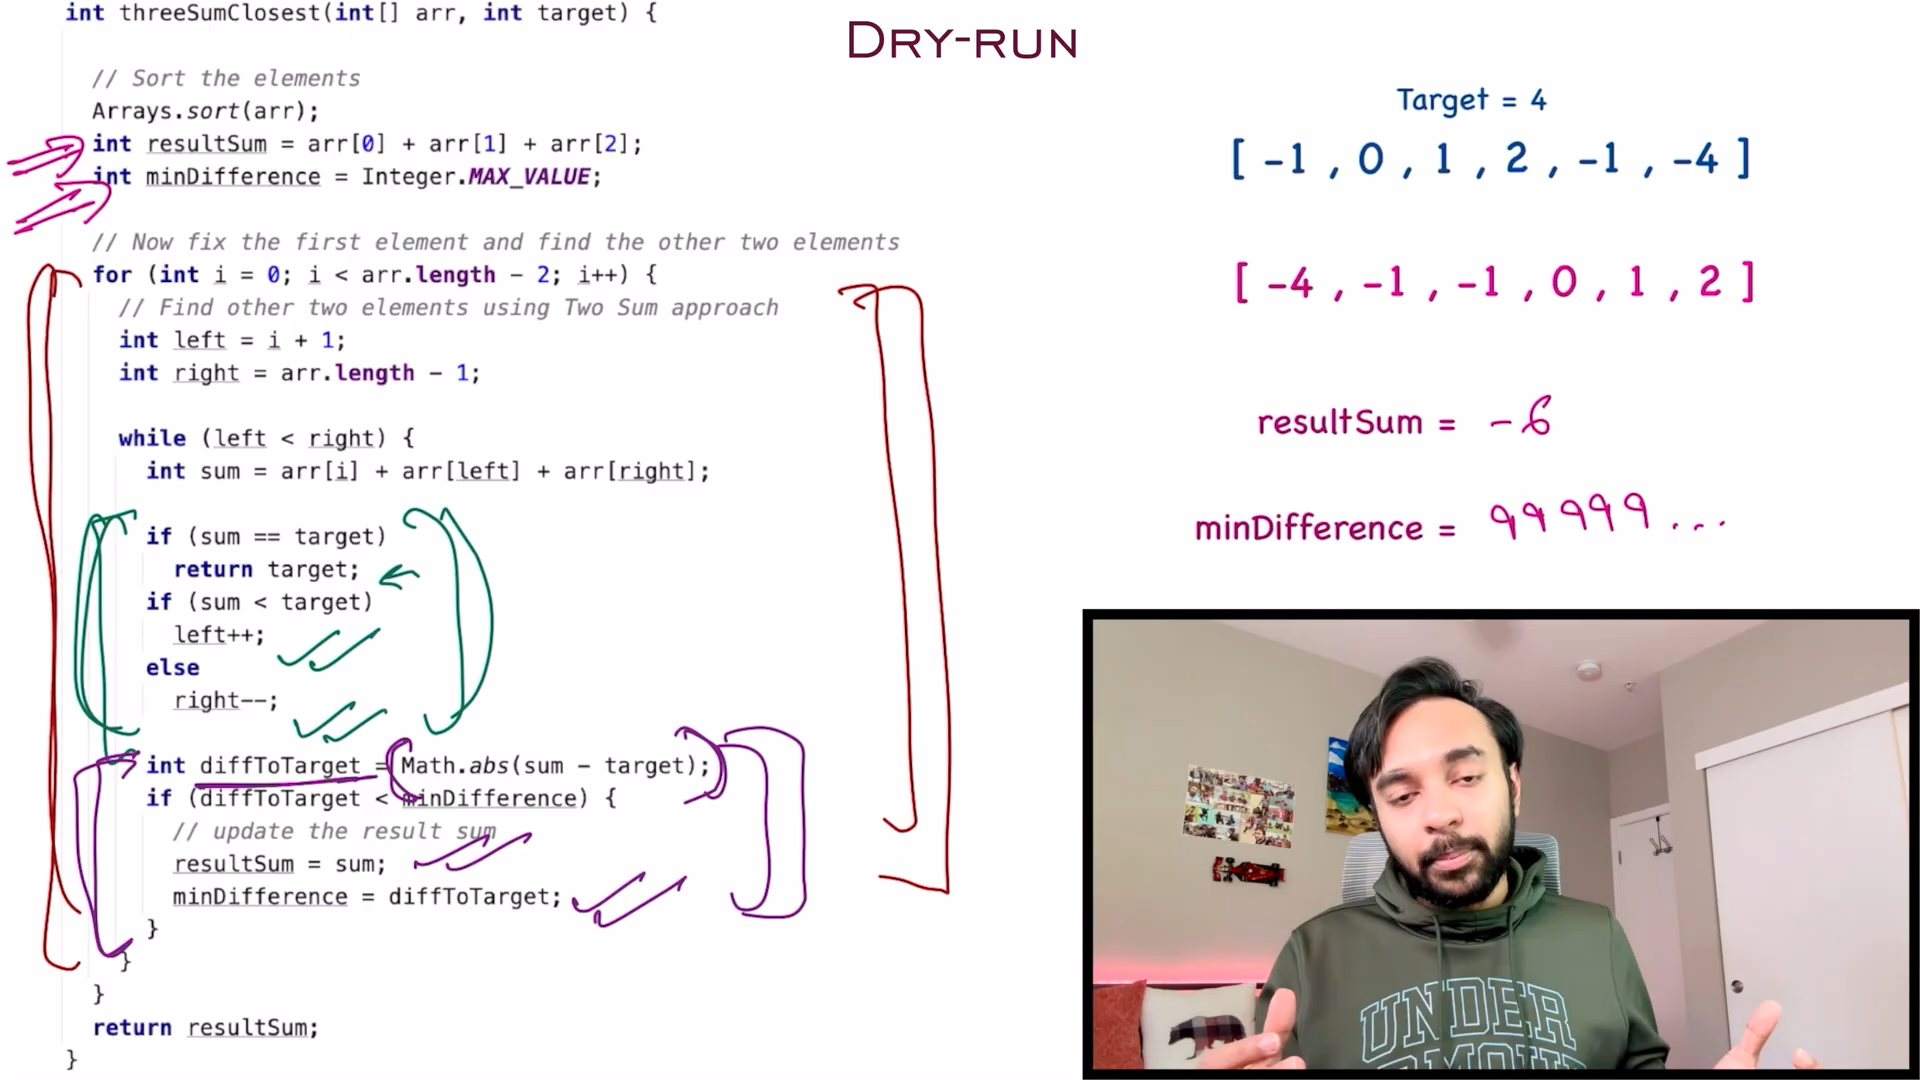 int threeSumClosest(int[] arr, int target) {
DRY-RUN
// Sort the elements
Arrays.sort(arr);
int resultSum = arr[0] + arr[1] + arr[2];
int minDifference = Integer.MAX_VALUE;
// Now fix the first element and find the other two elements
for (int i = 0; i < arr.length - 2; i++) {
// Find other two elements using Two Sum approach
int left = i + 1;
int right = arr.length - 1;
while (left < right) {
int sum = arr[i] + arr[left] + arr[right];
if (sum == target)
return target;
if (sum < target)
left++;
else
right--;
int diffToTarget = Math.abs(sum - target);
if (diffToTarget < minDifference) {
// update the result sum
resultSum = sum;
minDifference = diffToTarget;
}
}
}
return resultSum;
}
Target = 4
[ -1 , 0 , 1 , 2 , -1 , -4 ]
[ -4 , -1 , -1 , 0 , 1 , 2 ]
resultSum = -6
minDifference = 99999...
UNDER
ARMOUR